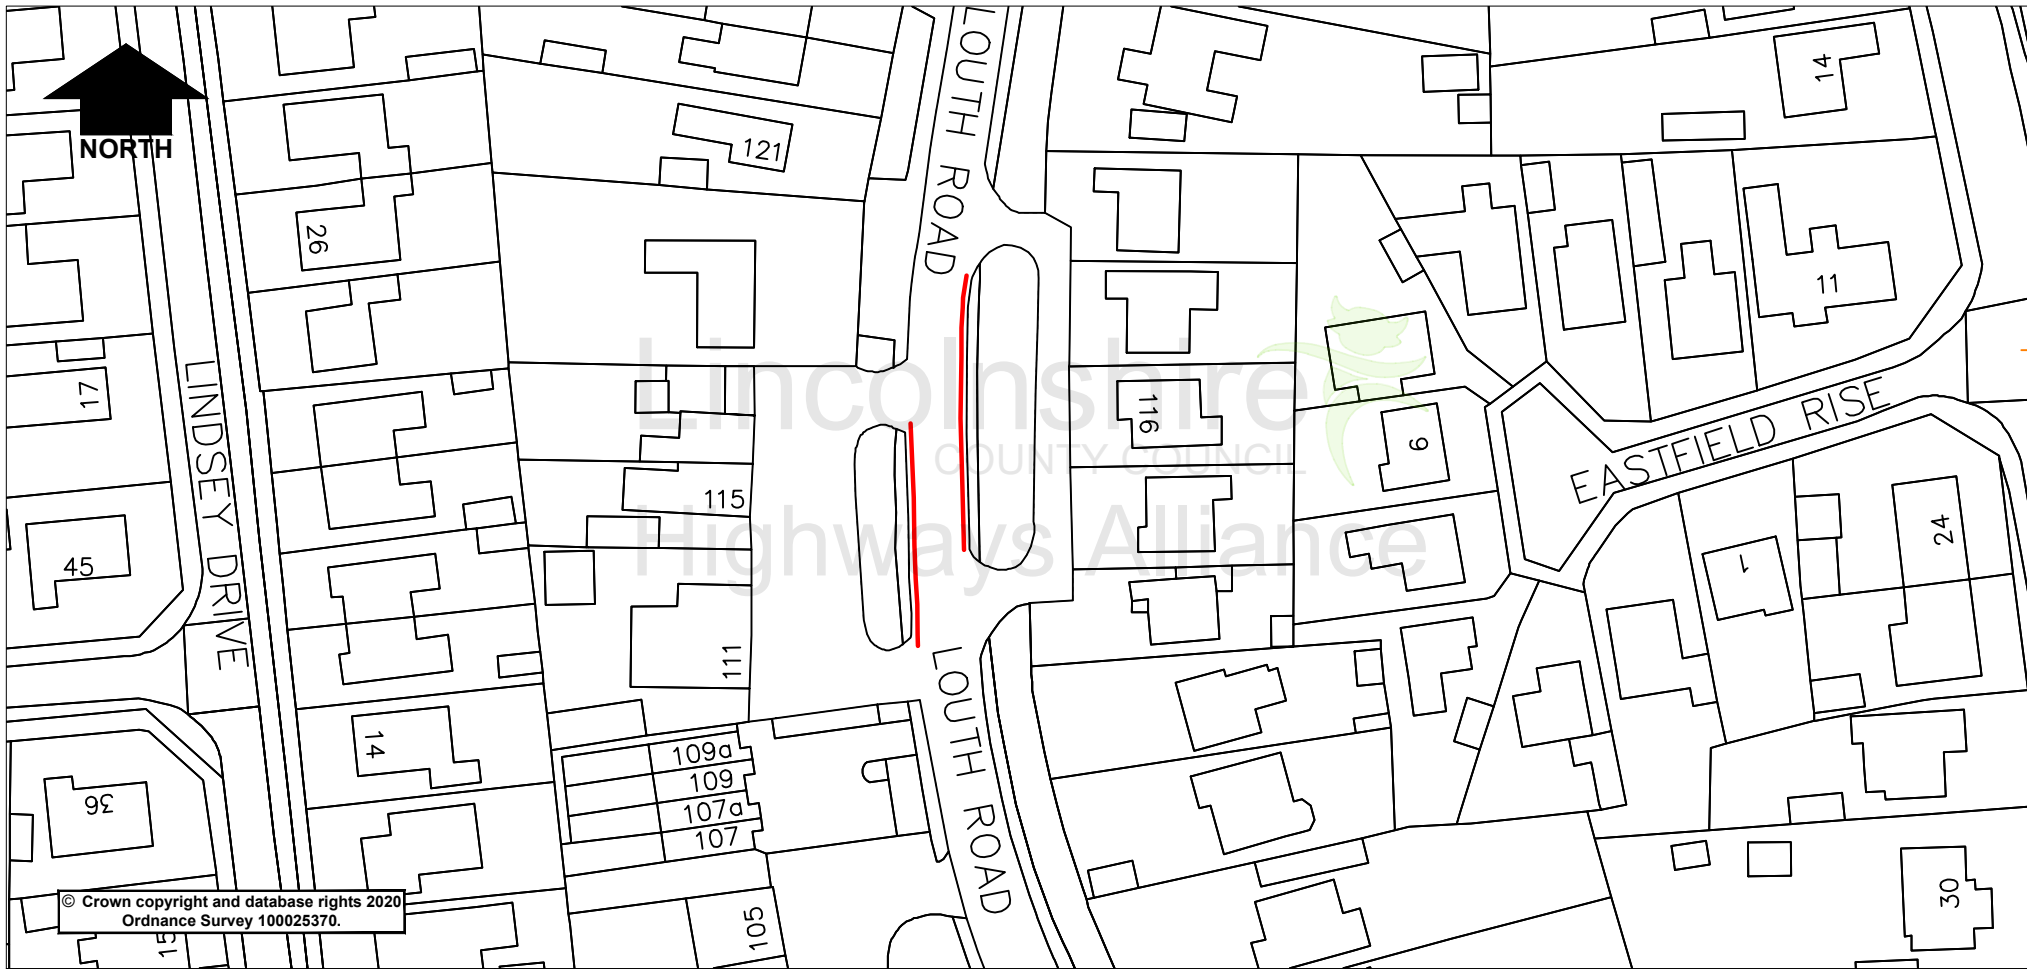 NORTH
LOUTH ROAD
121
14
26
11
17
LINDSEY DRIVE
Lincolnshire
COUNTY COUNCIL
Highways Alliance
116
6
EASTFIELD RISE
115
45
24
1
111
LOUTH ROAD
14
109a
109
107a
107
36
105
30
15
© Crown copyright and database rights 2020
Ordnance Survey 100025370.